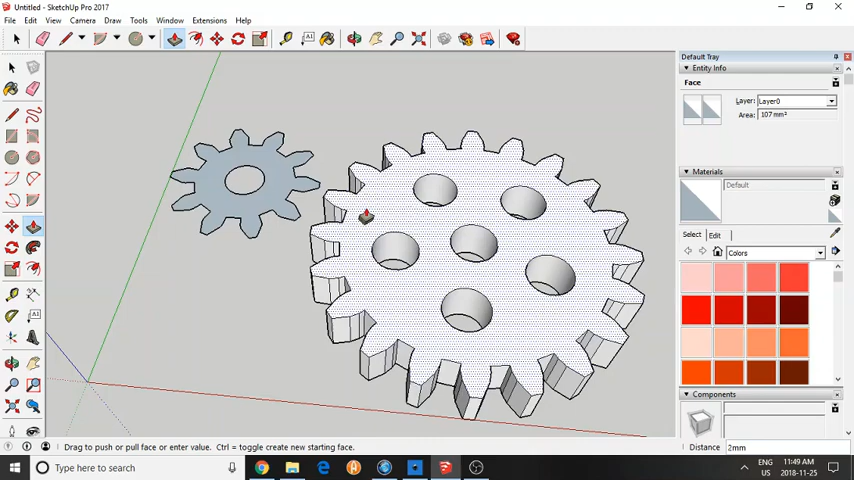 Untitled - SketchUp Pro 2017
File Edit View Camera Draw Tools Window Extensions Help
Default Tray
Entity Info
Face
Layer: Layer0
Area: 107 mm²
Materials
Default
Select Edit
Colors
Components
Drag to push or pull face or enter value. Ctrl = toggle create new starting face.
Distance 2mm
Type here to search
ENG 11:49 AM
US 2018-11-25